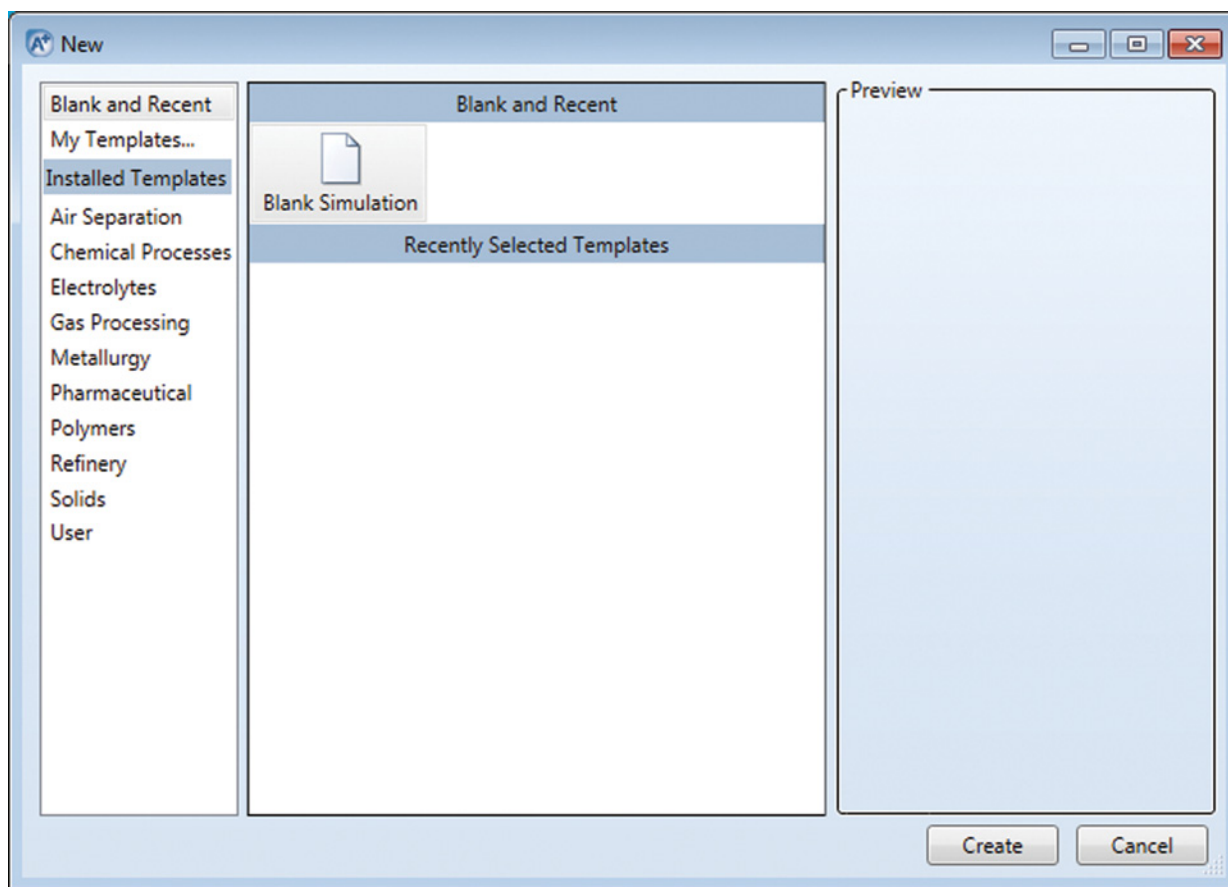 New
Blank and Recent
My Templates...
Installed Templates
Air Separation
Chemical Processes
Electrolytes
Gas Processing
Metallurgy
Pharmaceutical
Polymers
Refinery
Solids
User
Blank and Recent
Blank Simulation
Recently Selected Templates
Preview
Create
Cancel